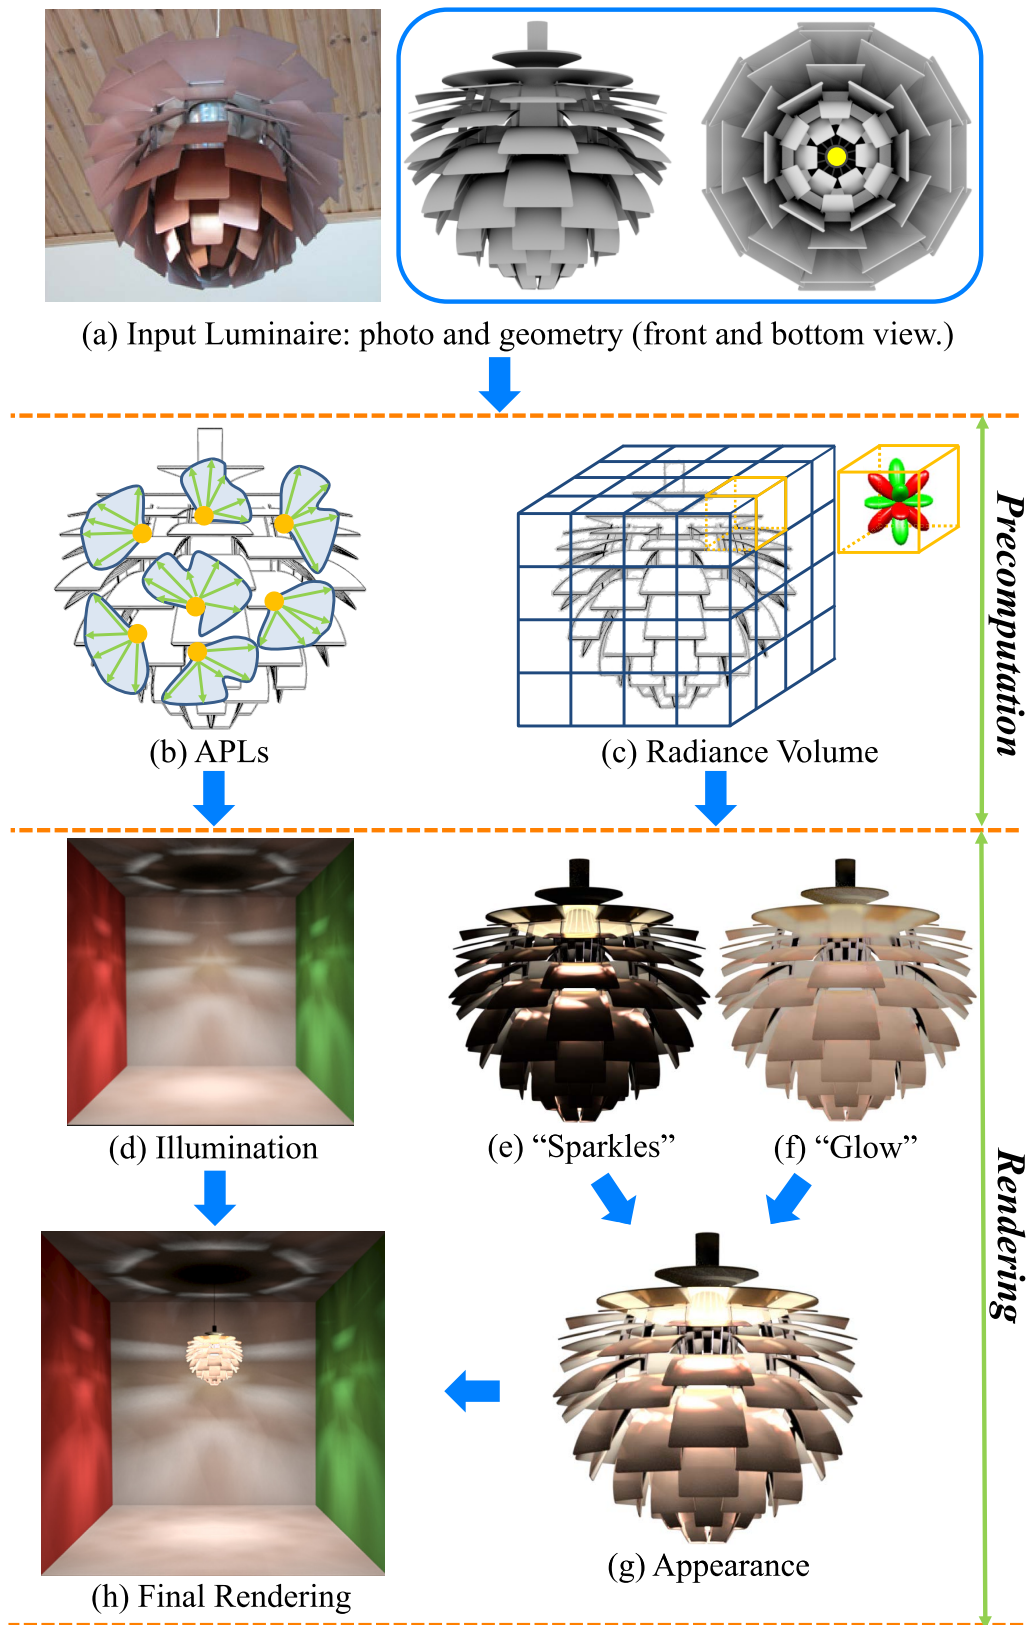 (a) Input Luminaire: photo and geometry (front and bottom view.)
Precomputation
(b) APLs
(c) Radiance Volume
(d) Illumination
(e) “Sparkles”
(f) “Glow”
Rendering
(g) Appearance
(h) Final Rendering